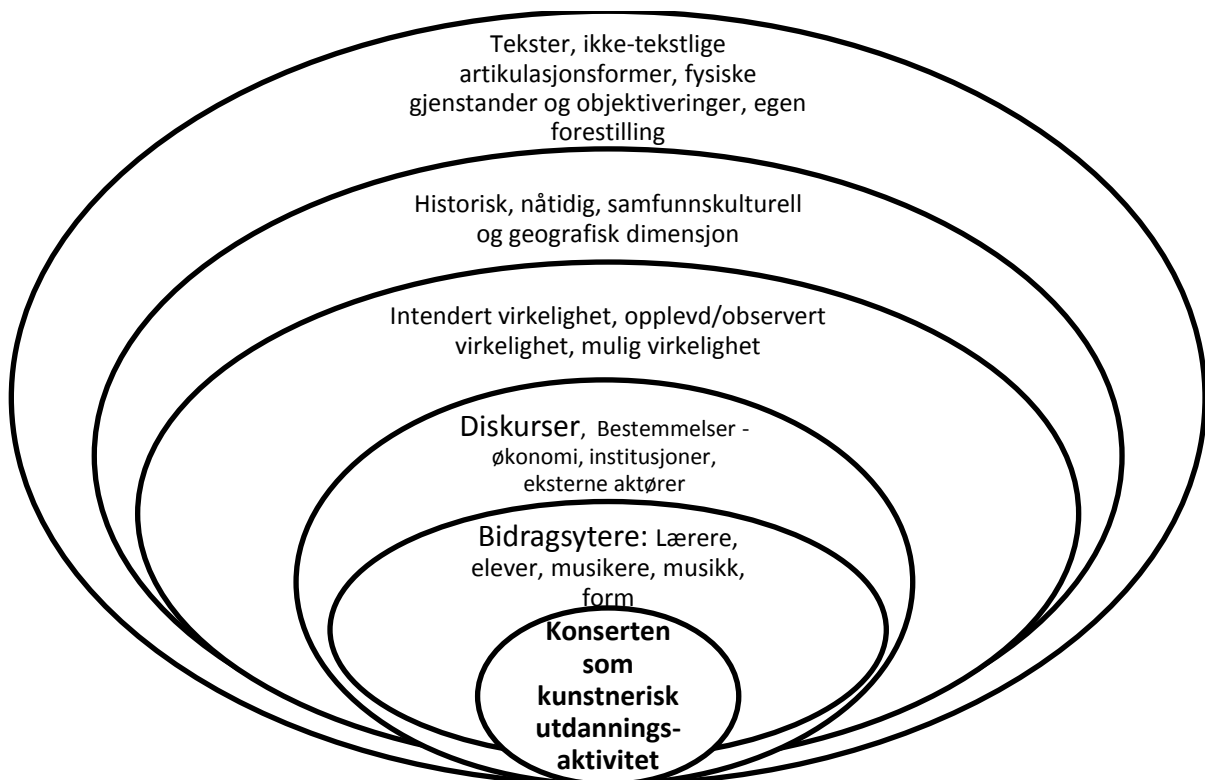 Tekster, ikke-tekstlige
artikulasjonsformer, fysiske
gjenstander og objektiveringer, egen
forestilling
Historisk, nåtidig, samfunnskulturell
og geografisk dimensjon
Intendert virkelighet, opplevd/observert
virkelighet, mulig virkelighet
Diskurser, Bestemmelser -
økonomi, institusjoner,
eksterne aktører
Bidragsytere: Lærere,
elever, musikere, musikk,
form
Konserten
som
kunstnerisk
utdannings-
aktivitet